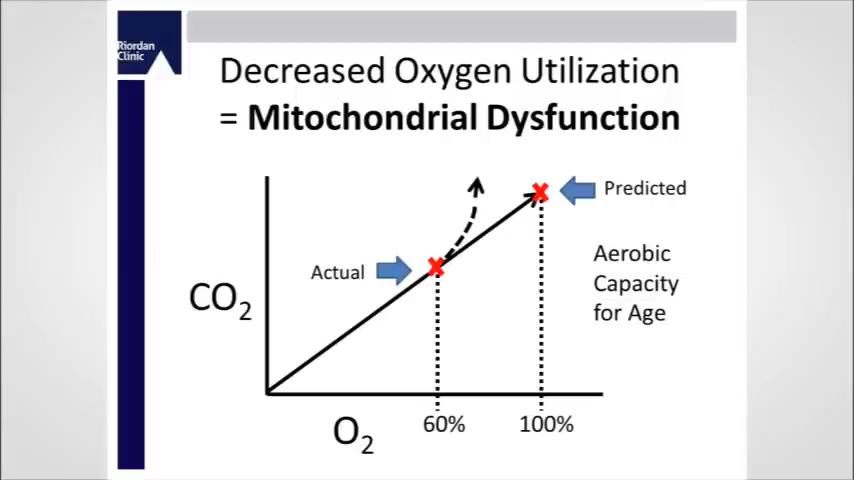 Riordan
Clinic
Decreased Oxygen Utilization
= Mitochondrial Dysfunction
Predicted
Actual
Aerobic
Capacity
for Age
CO₂
O₂
60%
100%